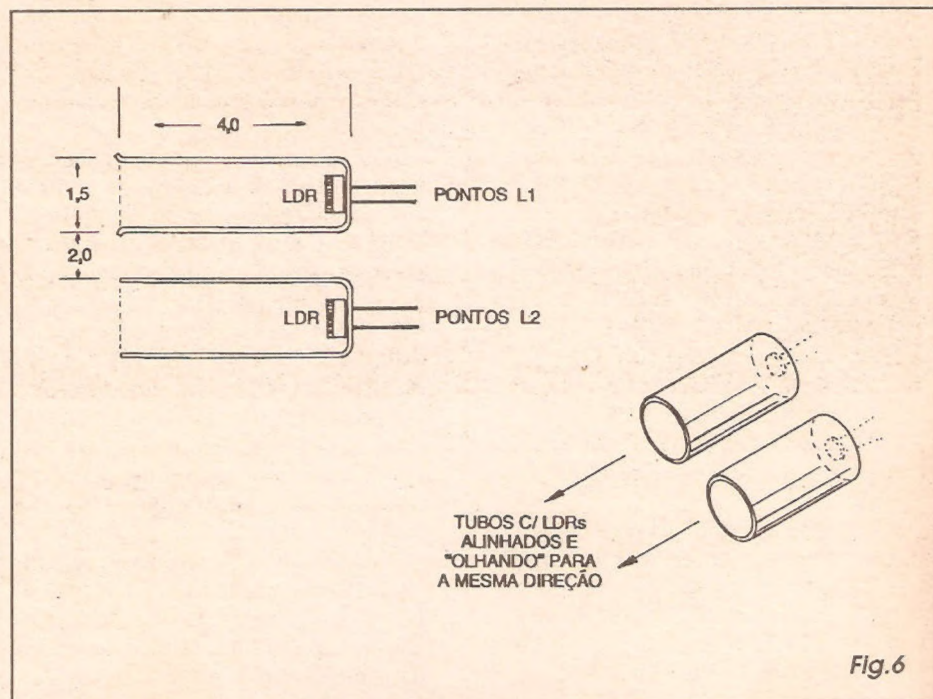 4,0
1,5
LDR
PONTOS L1
2,0
LDR
PONTOS L2
TUBOS C/ LDRs
ALINHADOS E
"OLHANDO" PARA
A MESMA DIREÇÃO
Fig.6